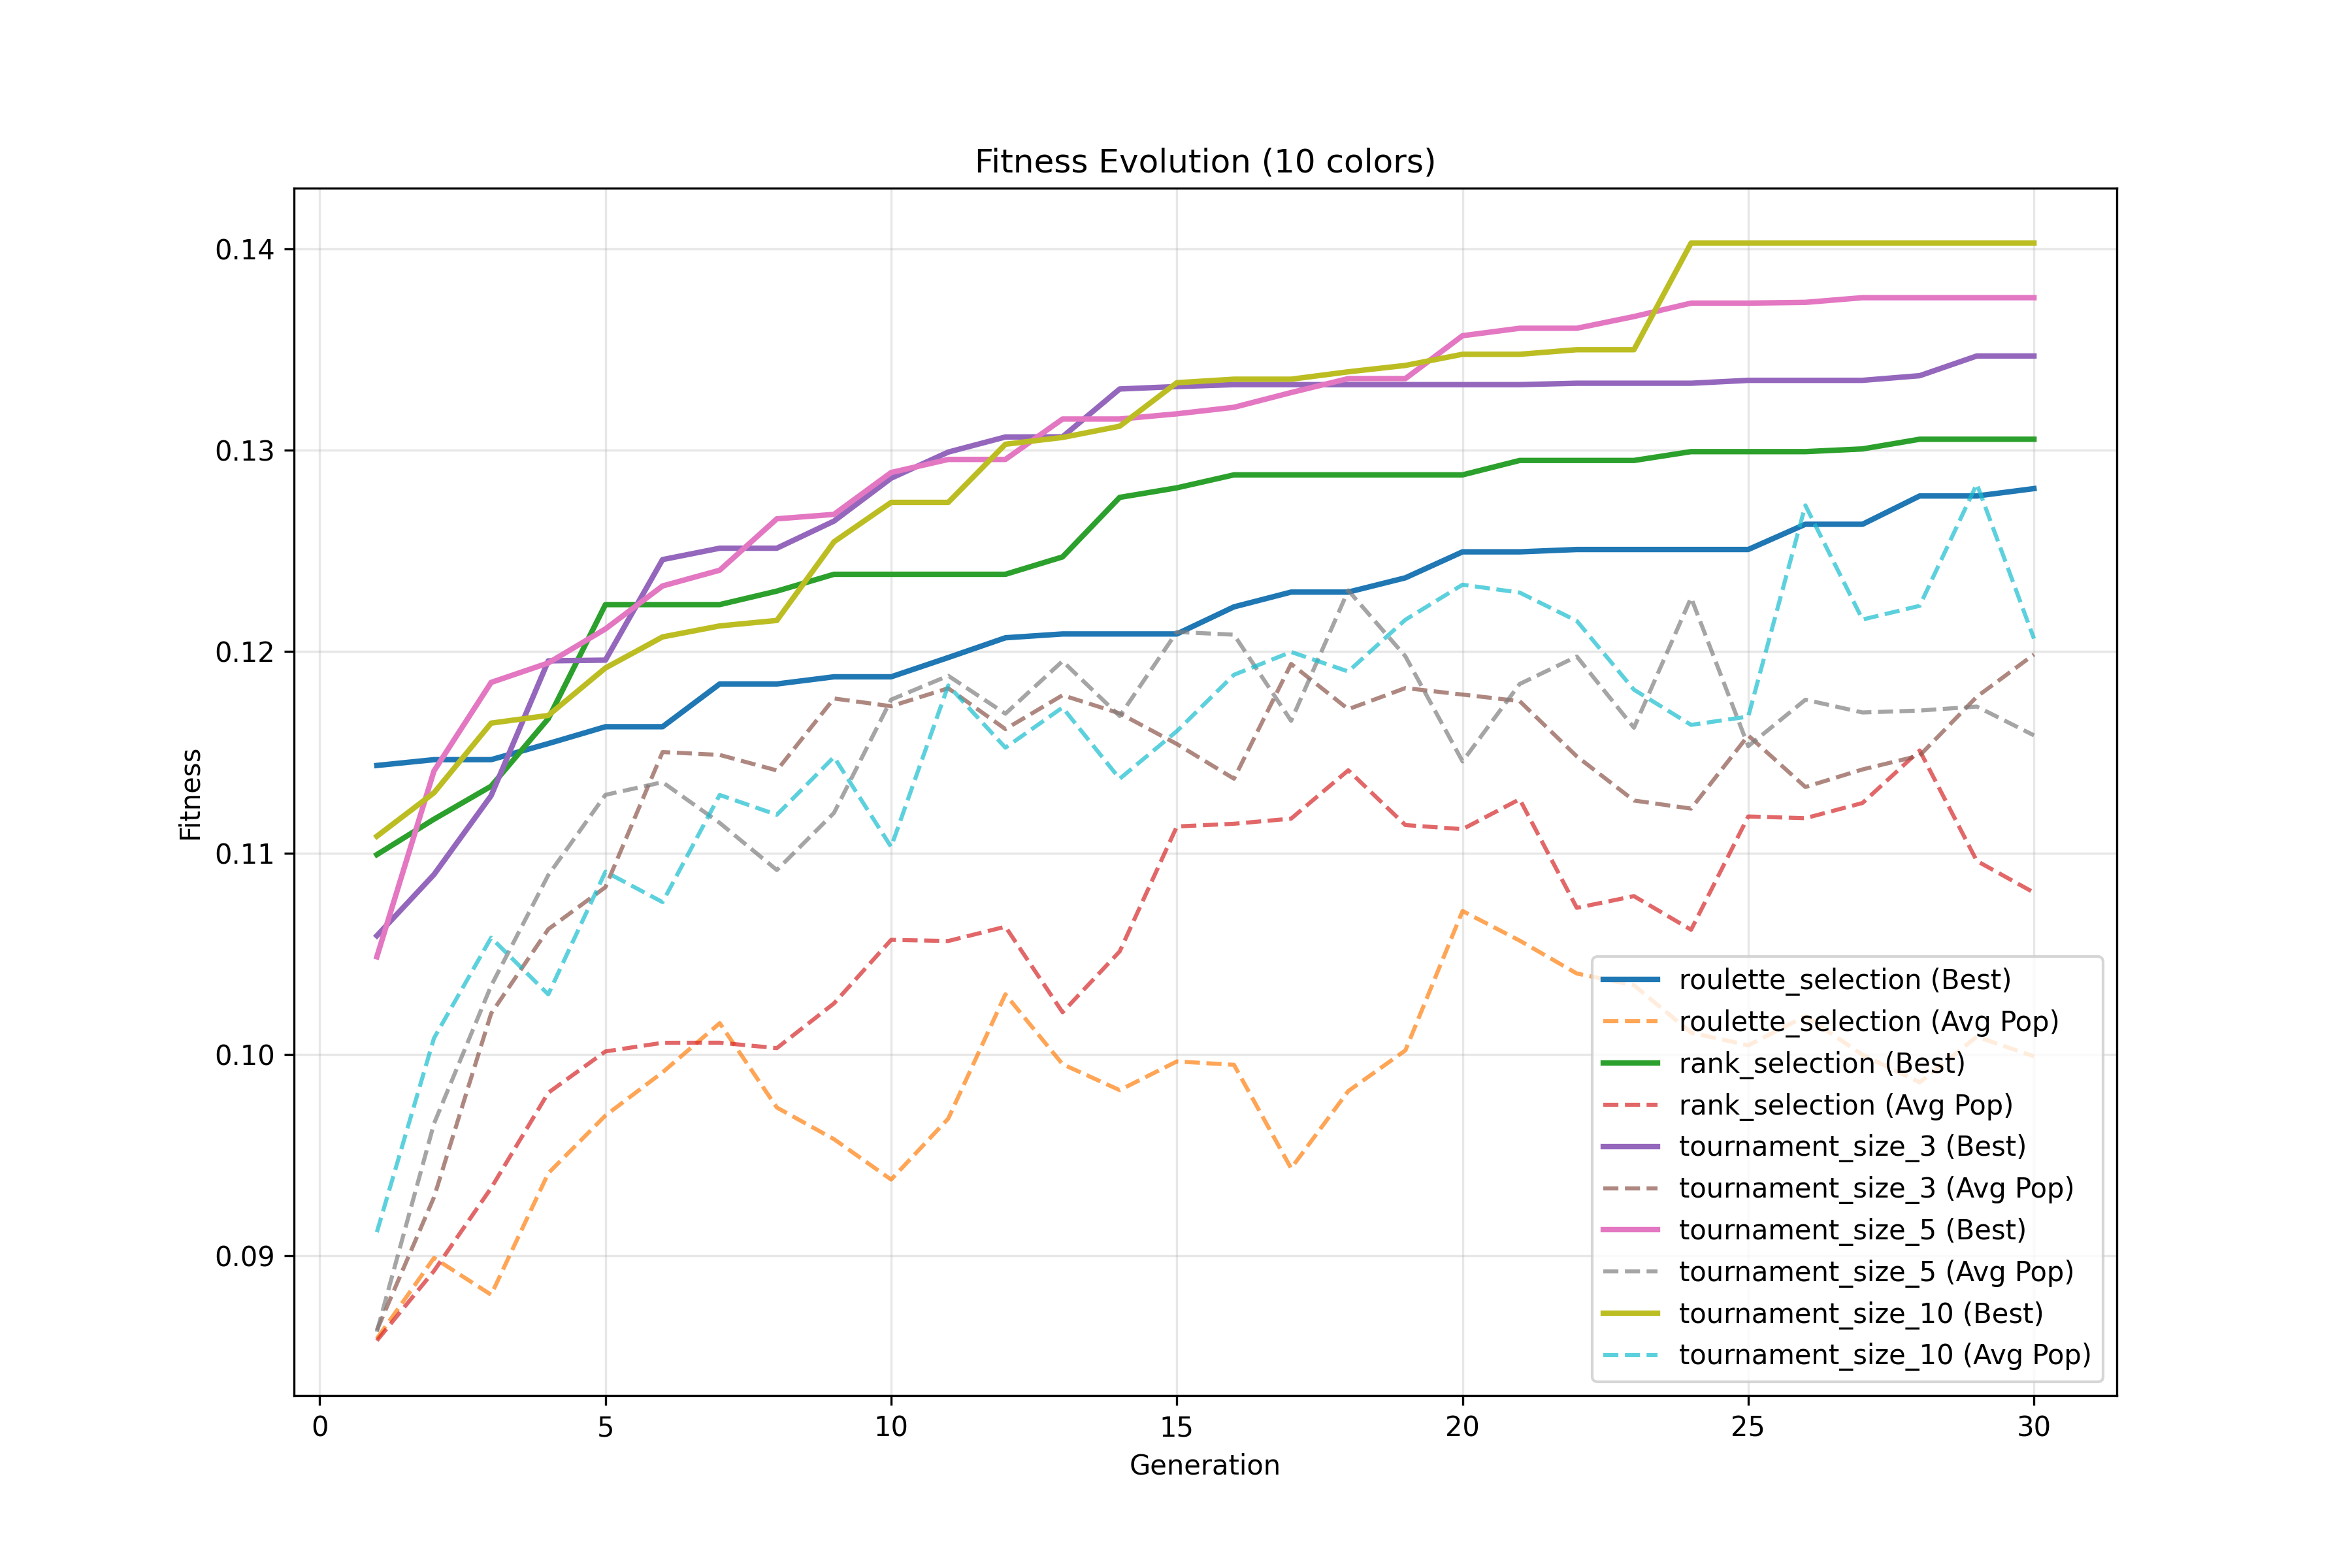 Fitness Evolution (10 colors)
Fitness
0.14
0.13
0.12
0.11
0.10
0.09
0
5
10
15
20
25
30
Generation
roulette_selection (Best)
roulette_selection (Avg Pop)
rank_selection (Best)
rank_selection (Avg Pop)
tournament_size_3 (Best)
tournament_size_3 (Avg Pop)
tournament_size_5 (Best)
tournament_size_5 (Avg Pop)
tournament_size_10 (Best)
tournament_size_10 (Avg Pop)